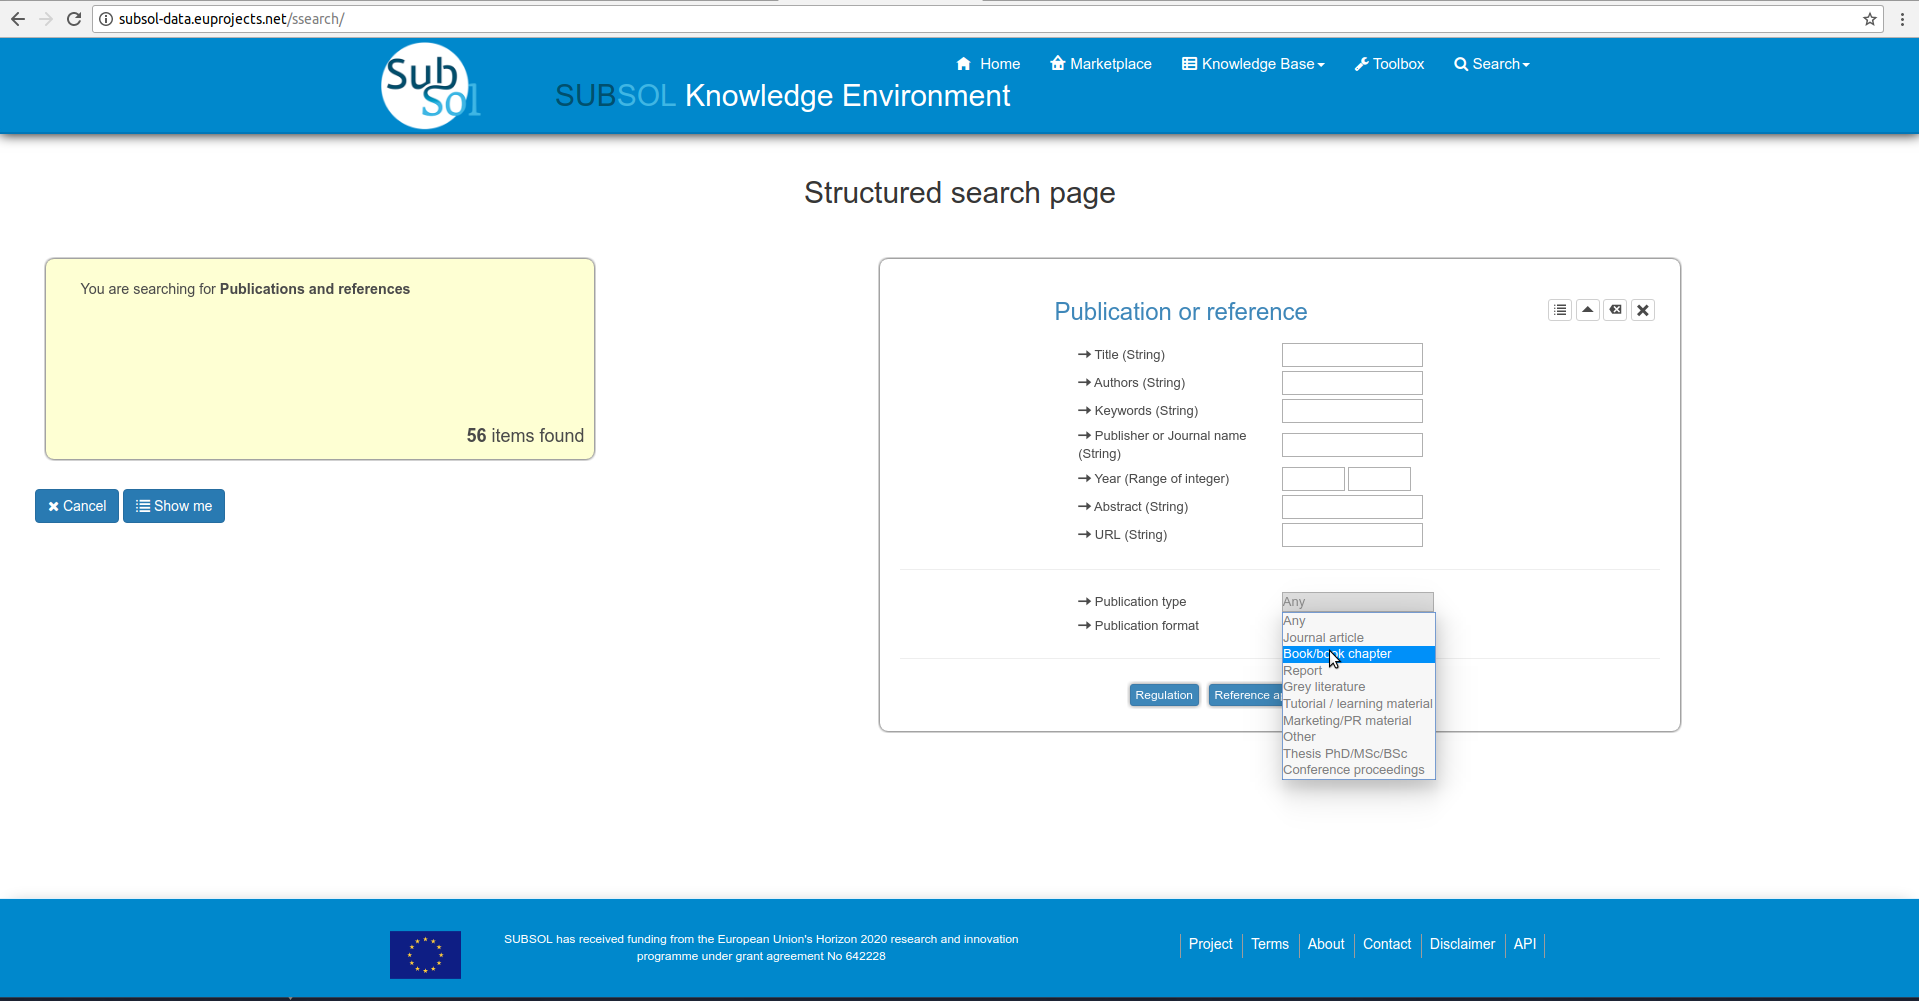 subsol-data.euprojects.net/ssearch/
Sub
Sol
Home
Marketplace
Knowledge Base
Toolbox
Search
SUBSOL Knowledge Environment
Structured search page
You are searching for Publications and references
56 items found
Cancel
Show me
Publication or reference
Title (String)
Authors (String)
Keywords (String)
Publisher or Journal name
(String)
Year (Range of integer)
Abstract (String)
URL (String)
Publication type
Any
Publication format
Any
Journal article
Book/book chapter
Report
Grey literature
Tutorial / learning material
Marketing/PR material
Other
Thesis PhD/MSc/BSc
Conference proceedings
Regulation
Reference
SUBSOL has received funding from the European Union's Horizon 2020 research and innovation
programme under grant agreement No 642228
Project
Terms
About
Contact
Disclaimer
API